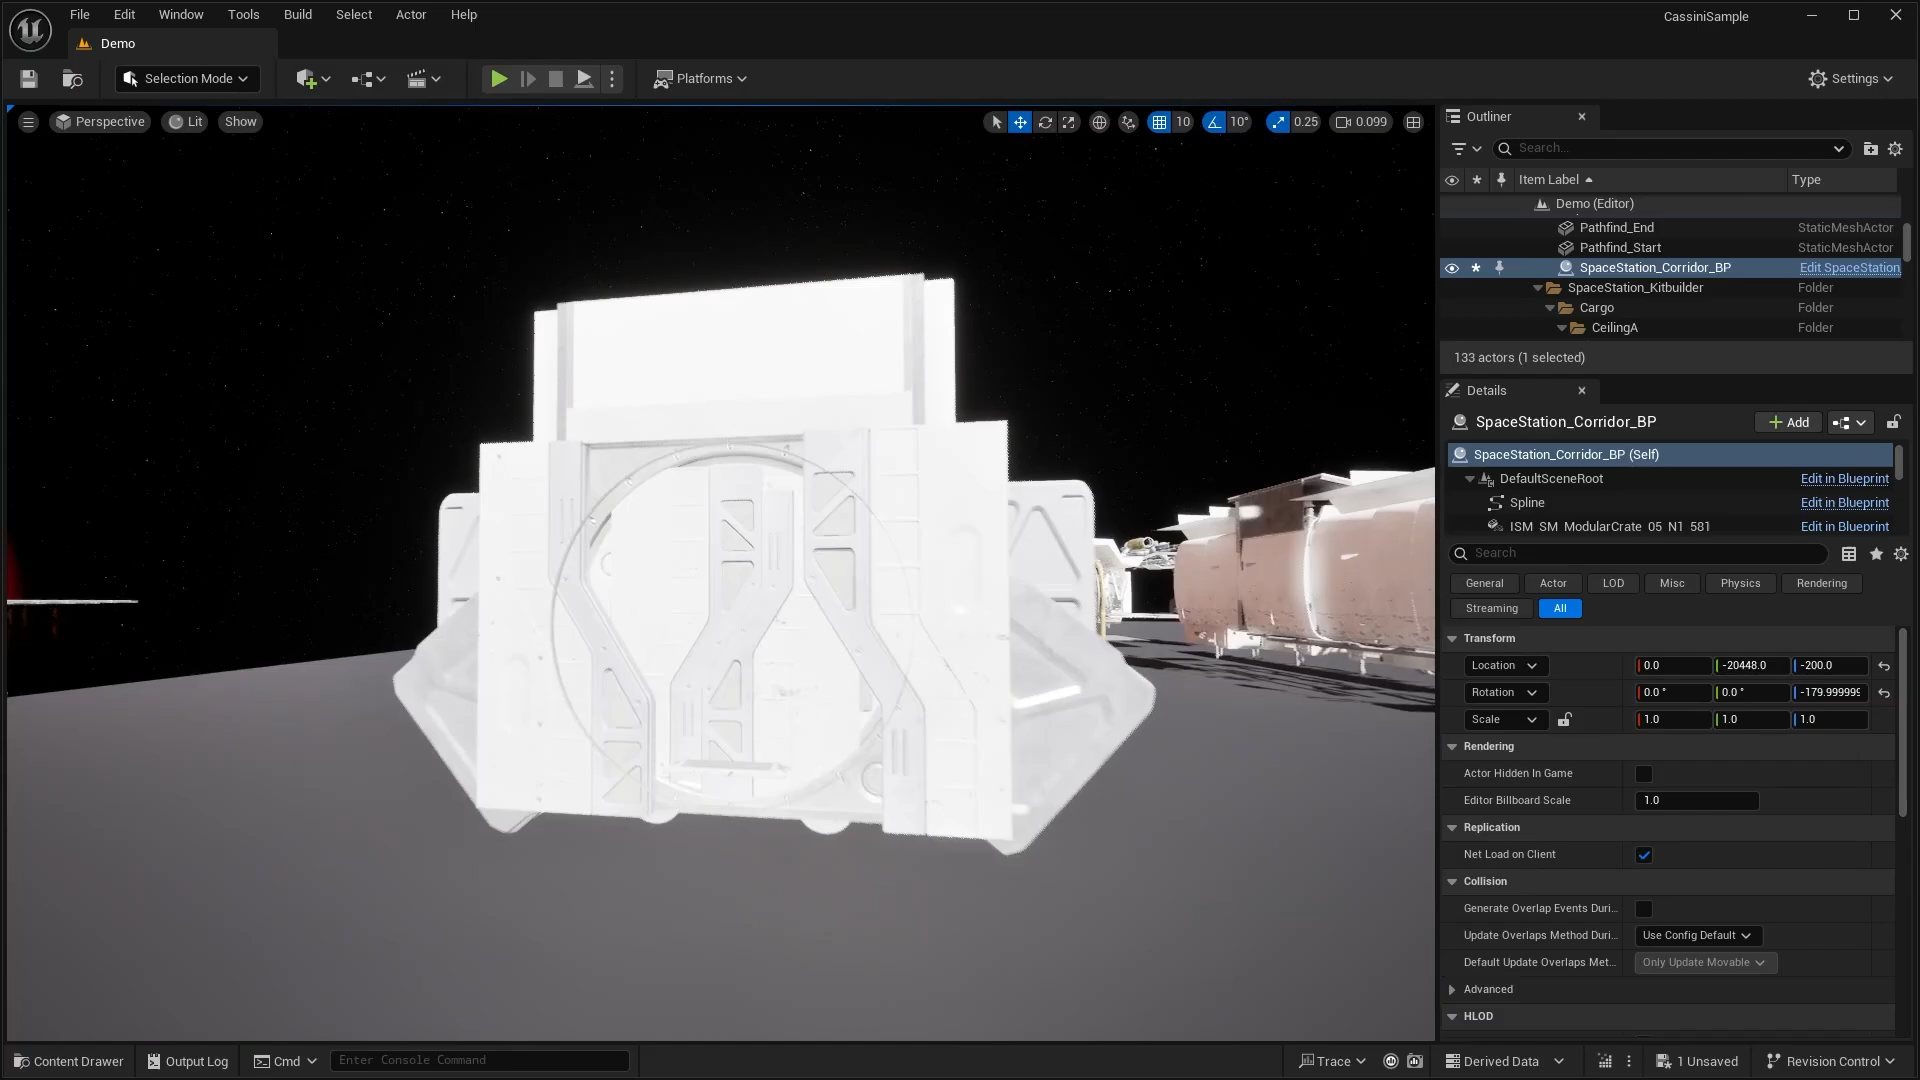 File Edit Window Tools Build Select Actor Help
CassiniSample
Demo
Selection Mode
Platforms
Settings
Perspective Lit Show
10 10° 0.25 0.099
Outliner
Search...
Item Label Type
Demo (Editor)
Pathfind_End StaticMeshActor
Pathfind_Start StaticMeshActor
SpaceStation_Corridor_BP Edit SpaceStation
SpaceStation_Kitbuilder Folder
Cargo Folder
CeilingA Folder
133 actors (1 selected)
Details
SpaceStation_Corridor_BP Add
SpaceStation_Corridor_BP (Self)
DefaultSceneRoot Edit in Blueprint
Spline Edit in Blueprint
ISM_SM_ModularCrate_05_N1_581 Edit in Blueprint
Search
General Actor LOD Misc Physics Rendering
Streaming All
Transform
Location 0.0 -20448.0 -200.0
Rotation 0.0 ° 0.0 ° -179.999999
Scale 1.0 1.0 1.0
Rendering
Actor Hidden In Game
Editor Billboard Scale 1.0
Replication
Net Load on Client
Collision
Generate Overlap Events Duri...
Update Overlaps Method Duri... Use Config Default
Default Update Overlaps Met... Only Update Movable
Advanced
HLOD
Content Drawer Output Log Cmd Enter Console Command Trace Derived Data 1 Unsaved Revision Control